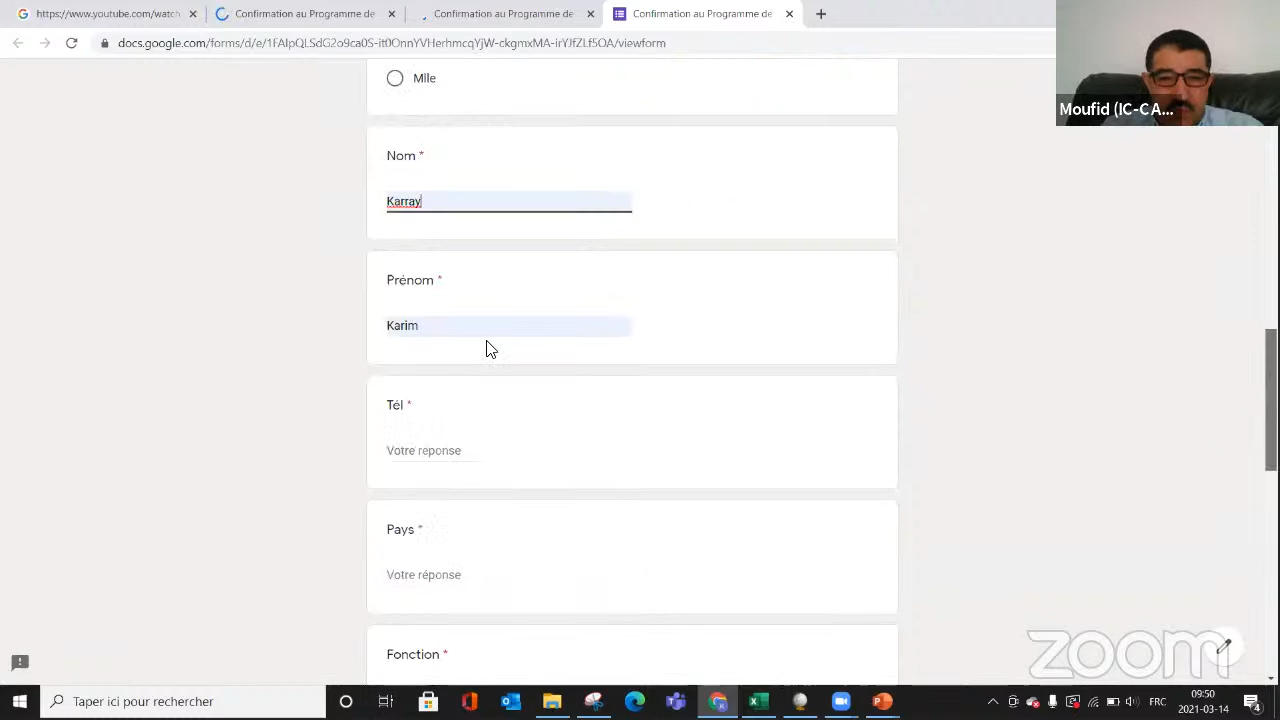 https://www.youtube.com/watch
Confirmation au Programme de
Confirmation au Programme de
Confirmation au Programme de
docs.google.com/forms/d/e/1FAIpQLSdG2o9ca0S-it0OnnYVHerhmcqYjW-ckgmxMA-irYJfZLf5OA/viewform
Moufid (IC-CA...
Mlle
Nom *
Karray
Prénom *
Karim
Tél *
Votre réponse
Pays *
Votre réponse
Fonction *
zoom
Taper ici pour rechercher
FRC
09:50
2021-03-14
4